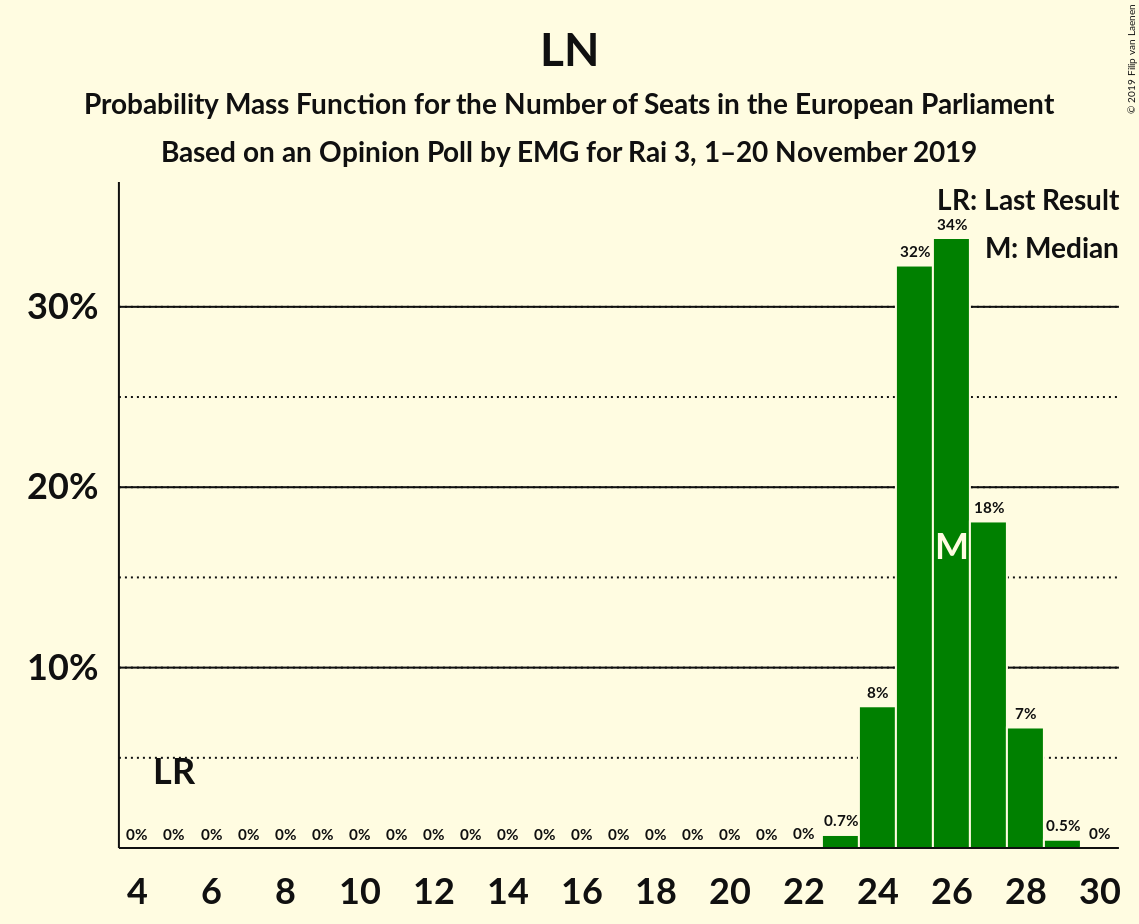 LN
Probability Mass Function for the Number of Seats in the European Parliament
Based on an Opinion Poll by EMG for Rai 3, 1–20 November 2019
© 2019 Filip van Laenen
LR: Last Result
M: Median
34%
32%
30%
20%
18%
M
10%
8%
7%
LR
0% 0% 0% 0% 0% 0% 0% 0% 0% 0% 0% 0% 0% 0% 0% 0% 0% 0% 0% 0.7% 0.5% 0%
4 6 8 10 12 14 16 18 20 22 24 26 28 30